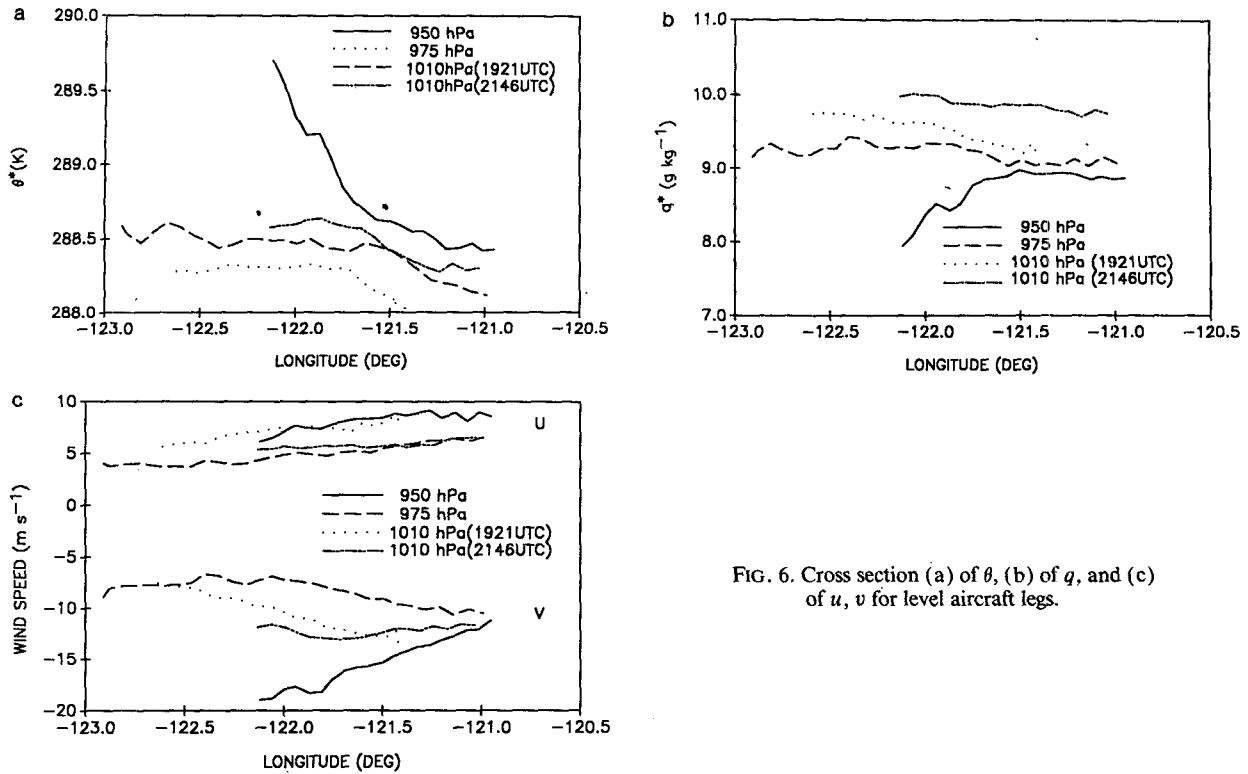 a
290.0
289.5
289.0
288.5
288.0
θ*(K)
950 hPa
975 hPa
1010hPa(1921UTC)
1010hPa(2146UTC)
−123.0 −122.5 −122.0 −121.5 −121.0 −120.5
LONGITUDE (DEG)
b
11.0
10.0
9.0
8.0
7.0
q* (g kg⁻¹)
950 hPa
975 hPa
1010 hPa (1921UTC)
1010 hPa (2146UTC)
−123.0 −122.5 −122.0 −121.5 −121.0 −120.5
LONGITUDE (DEG)
c
10
5
0
−5
−10
−15
−20
WIND SPEED (m s⁻¹)
U
950 hPa
975 hPa
1010 hPa(1921UTC)
1010 hPa(2146UTC)
V
−123.0 −122.5 −122.0 −121.5 −121.0 −120.5
LONGITUDE (DEG)
FIG. 6. Cross section (a) of θ, (b) of q, and (c)
of u, v for level aircraft legs.